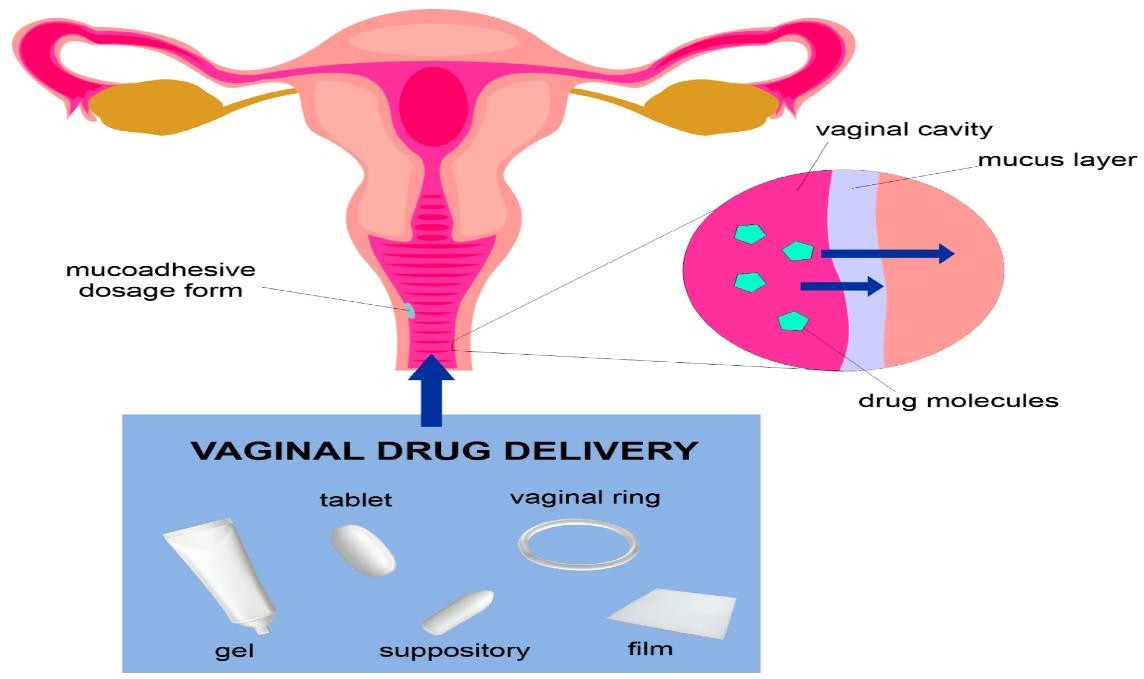 vaginal cavity
mucus layer
mucoadhesive
dosage form
drug molecules
VAGINAL DRUG DELIVERY
tablet
vaginal ring
gel
suppository
film